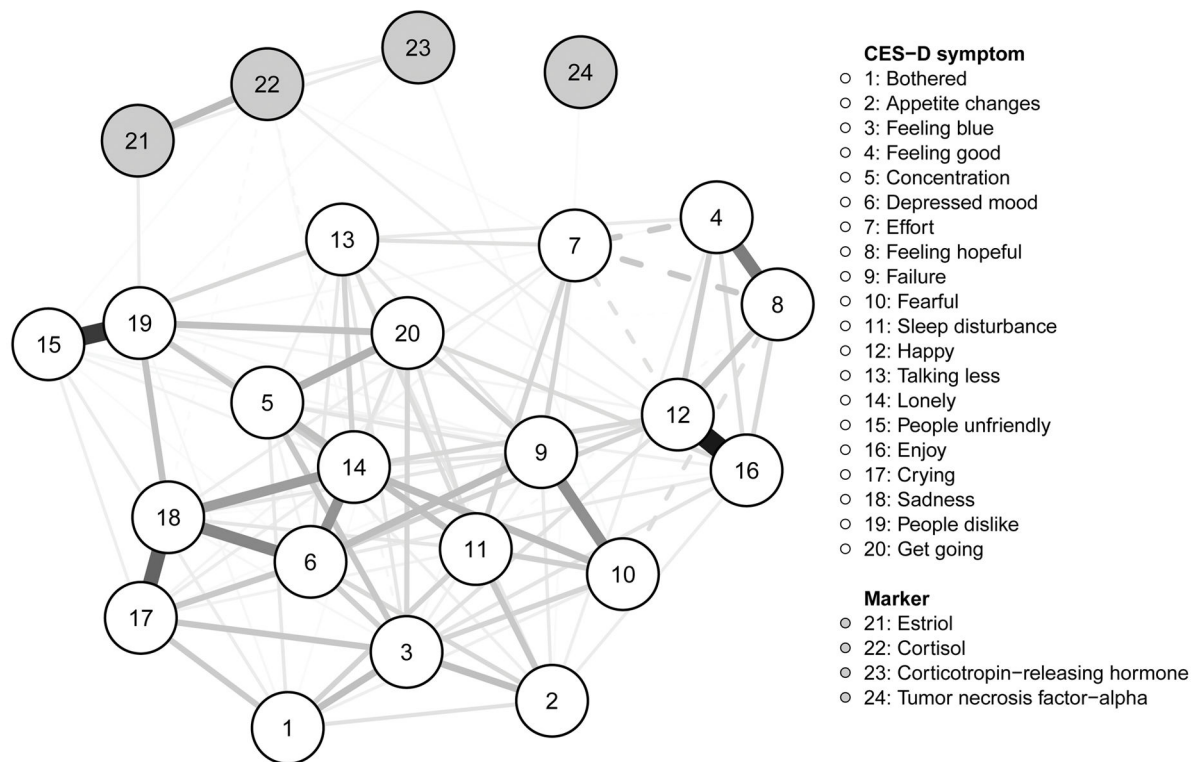 23
22
24
21
4
13
7
8
19
20
15
5
12
14
9
16
18
11
6
10
17
3
2
1
CES−D symptom
1: Bothered
2: Appetite changes
3: Feeling blue
4: Feeling good
5: Concentration
6: Depressed mood
7: Effort
8: Feeling hopeful
9: Failure
10: Fearful
11: Sleep disturbance
12: Happy
13: Talking less
14: Lonely
15: People unfriendly
16: Enjoy
17: Crying
18: Sadness
19: People dislike
20: Get going
Marker
21: Estriol
22: Cortisol
23: Corticotropin−releasing hormone
24: Tumor necrosis factor−alpha